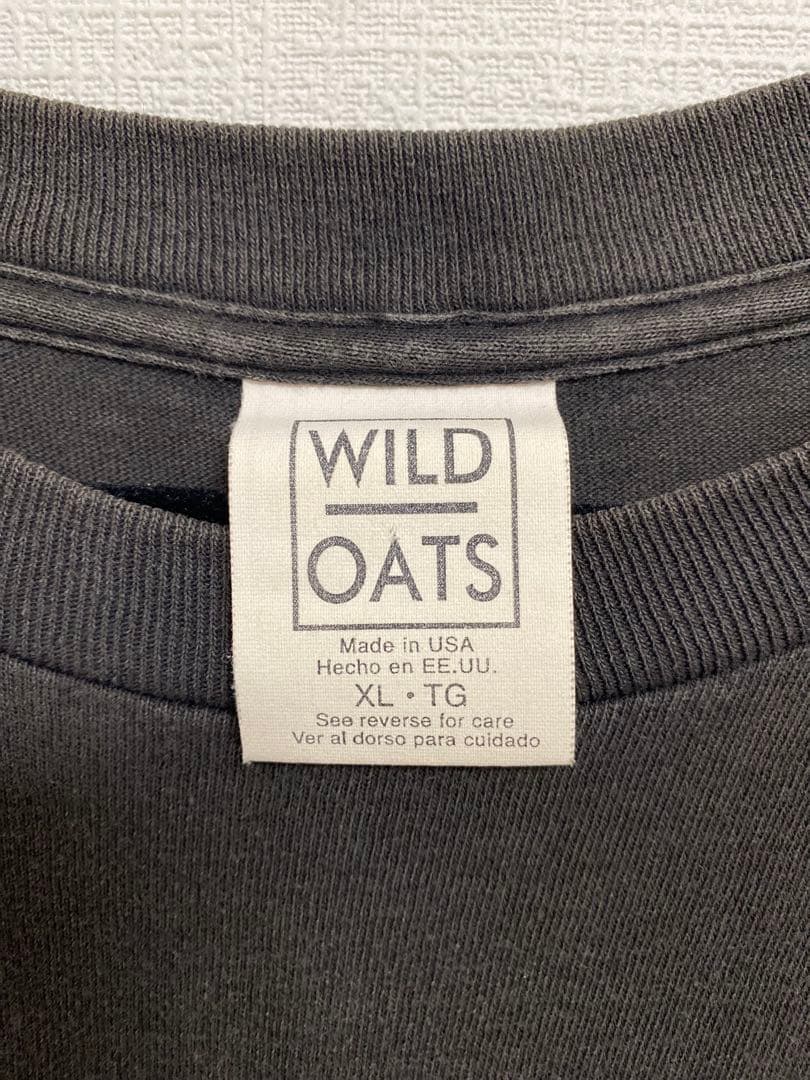 WILD
OATS
Made in USA
Hecho en EE.UU.
XL • TG
See reverse for care
Ver al dorso para cuidado